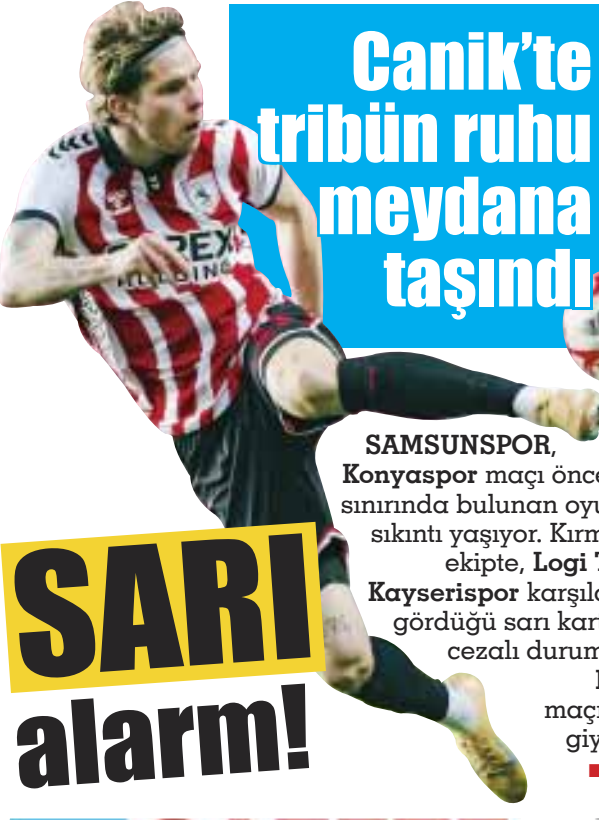 Canik’te
tribün ruhu
meydana
taşındı
SARI
alarm!
SAMSUNSPOR,
Konyaspor maçı önce
sınırında bulunan oyu
sıkıntı yaşıyor. Kırm
ekipte, Logi
Kayserispor karşıla
gördüğü sarı kar
cezalı durum
maçı
giy